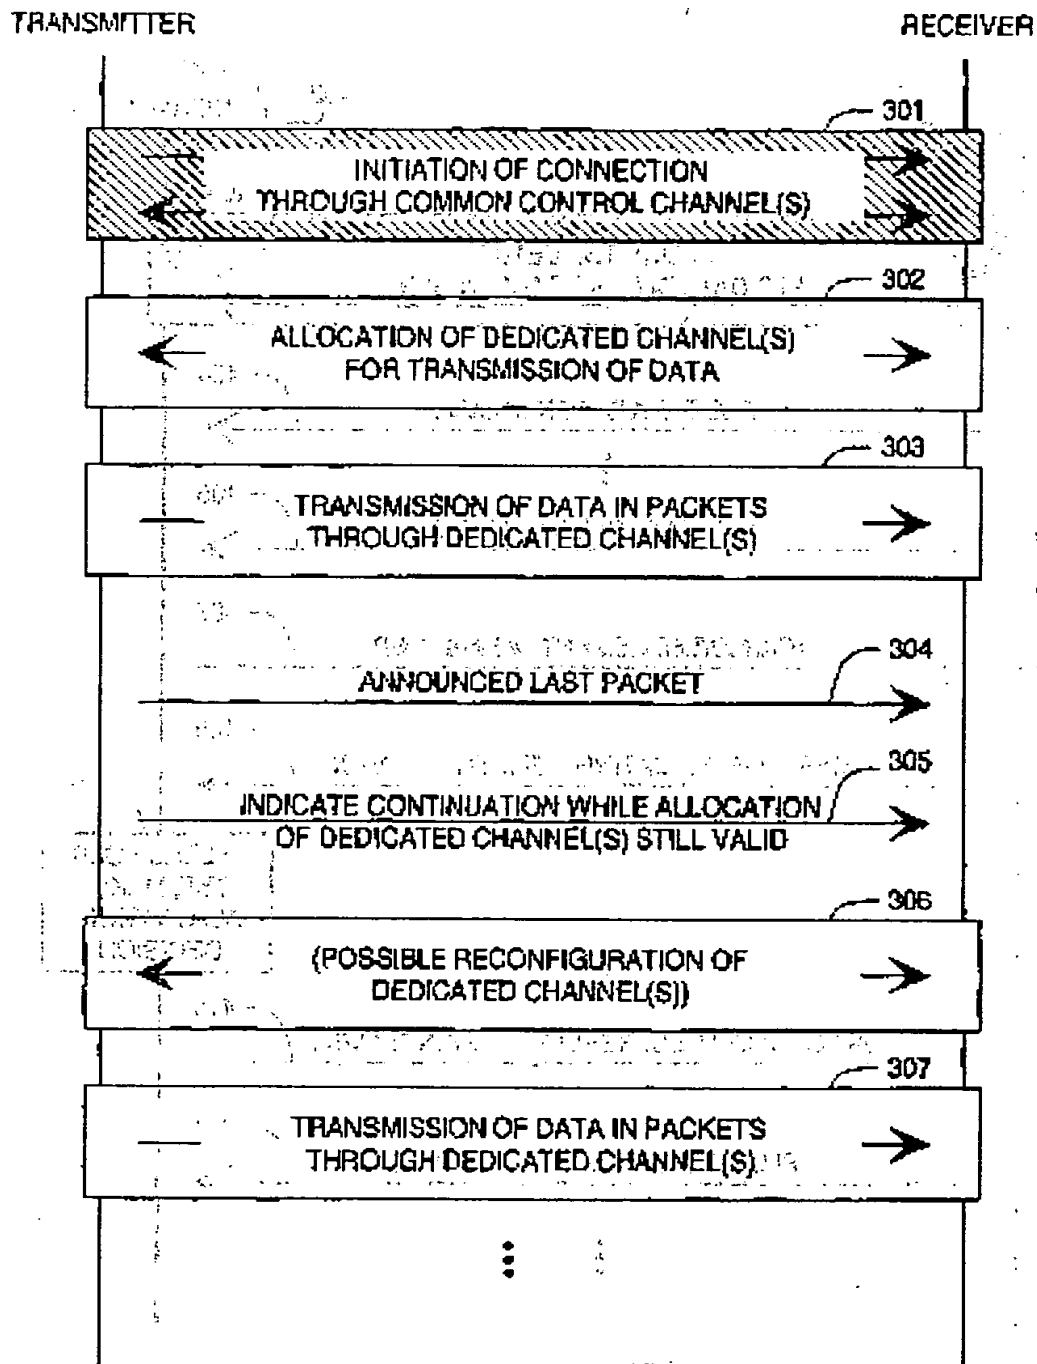 TRANSMITTER
RECEIVER
301
INITIATION OF CONNECTION
THROUGH COMMON CONTROL CHANNEL(S)
302
ALLOCATION OF DEDICATED CHANNEL(S)
FOR TRANSMISSION OF DATA
303
TRANSMISSION OF DATA IN PACKETS
THROUGH DEDICATED CHANNEL(S)
304
ANNOUNCED LAST PACKET
305
INDICATE CONTINUATION WHILE ALLOCATION
OF DEDICATED CHANNEL(S) STILL VALID
306
(POSSIBLE RECONFIGURATION OF
DEDICATED CHANNEL(S))
307
TRANSMISSION OF DATA IN PACKETS
THROUGH DEDICATED CHANNEL(S)